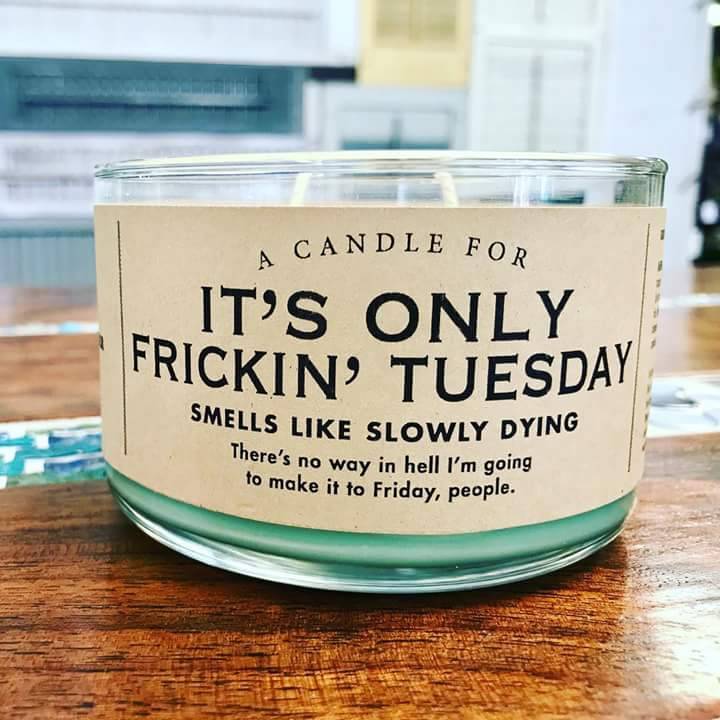 A CANDLE FOR
IT'S ONLY
FRICKIN' TUESDAY
SMELLS LIKE SLOWLY DYING
There's no way in hell I'm going
to make it to Friday, people.